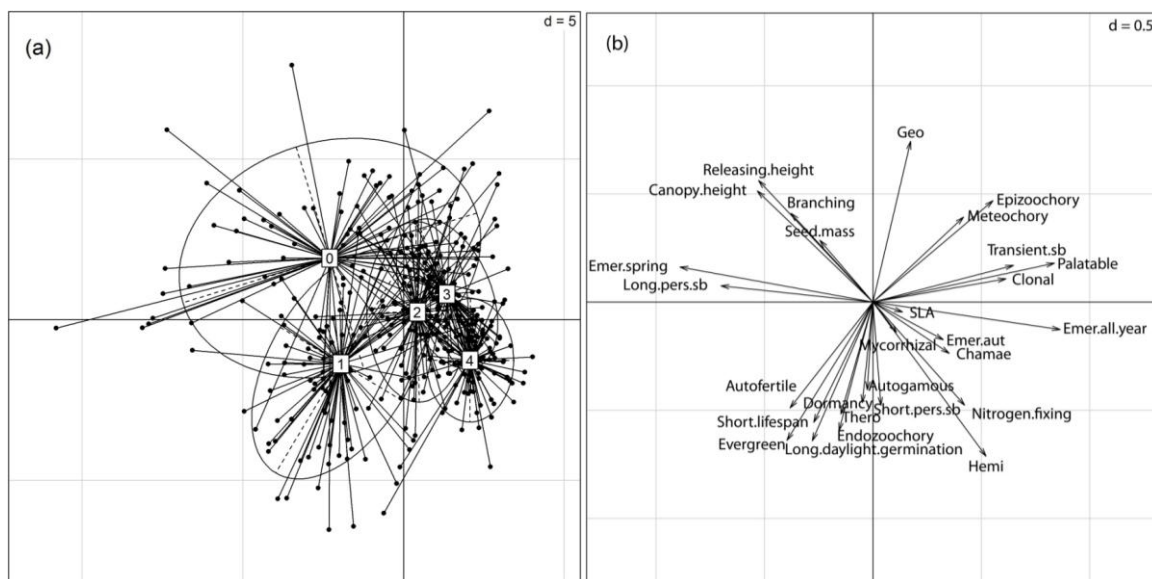 (a)
d = 5
0
3
2
1
4
(b)
d = 0.5
Geo
Releasing.height
Canopy.height
Branching
Epizoochory
Meteochory
Seed.mass
Transient.sb
Emer.spring
Palatable
Long.pers.sb
Clonal
SLA
Emer.all.year
Mycorrhizal
Emer.aut
Chamae
Autofertile
Autogamous
Dormancy
Short.pers.sb
Nitrogen.fixing
Short.lifespan
Thero
Evergreen
Endozoochory
Long.daylight.germination
Hemi